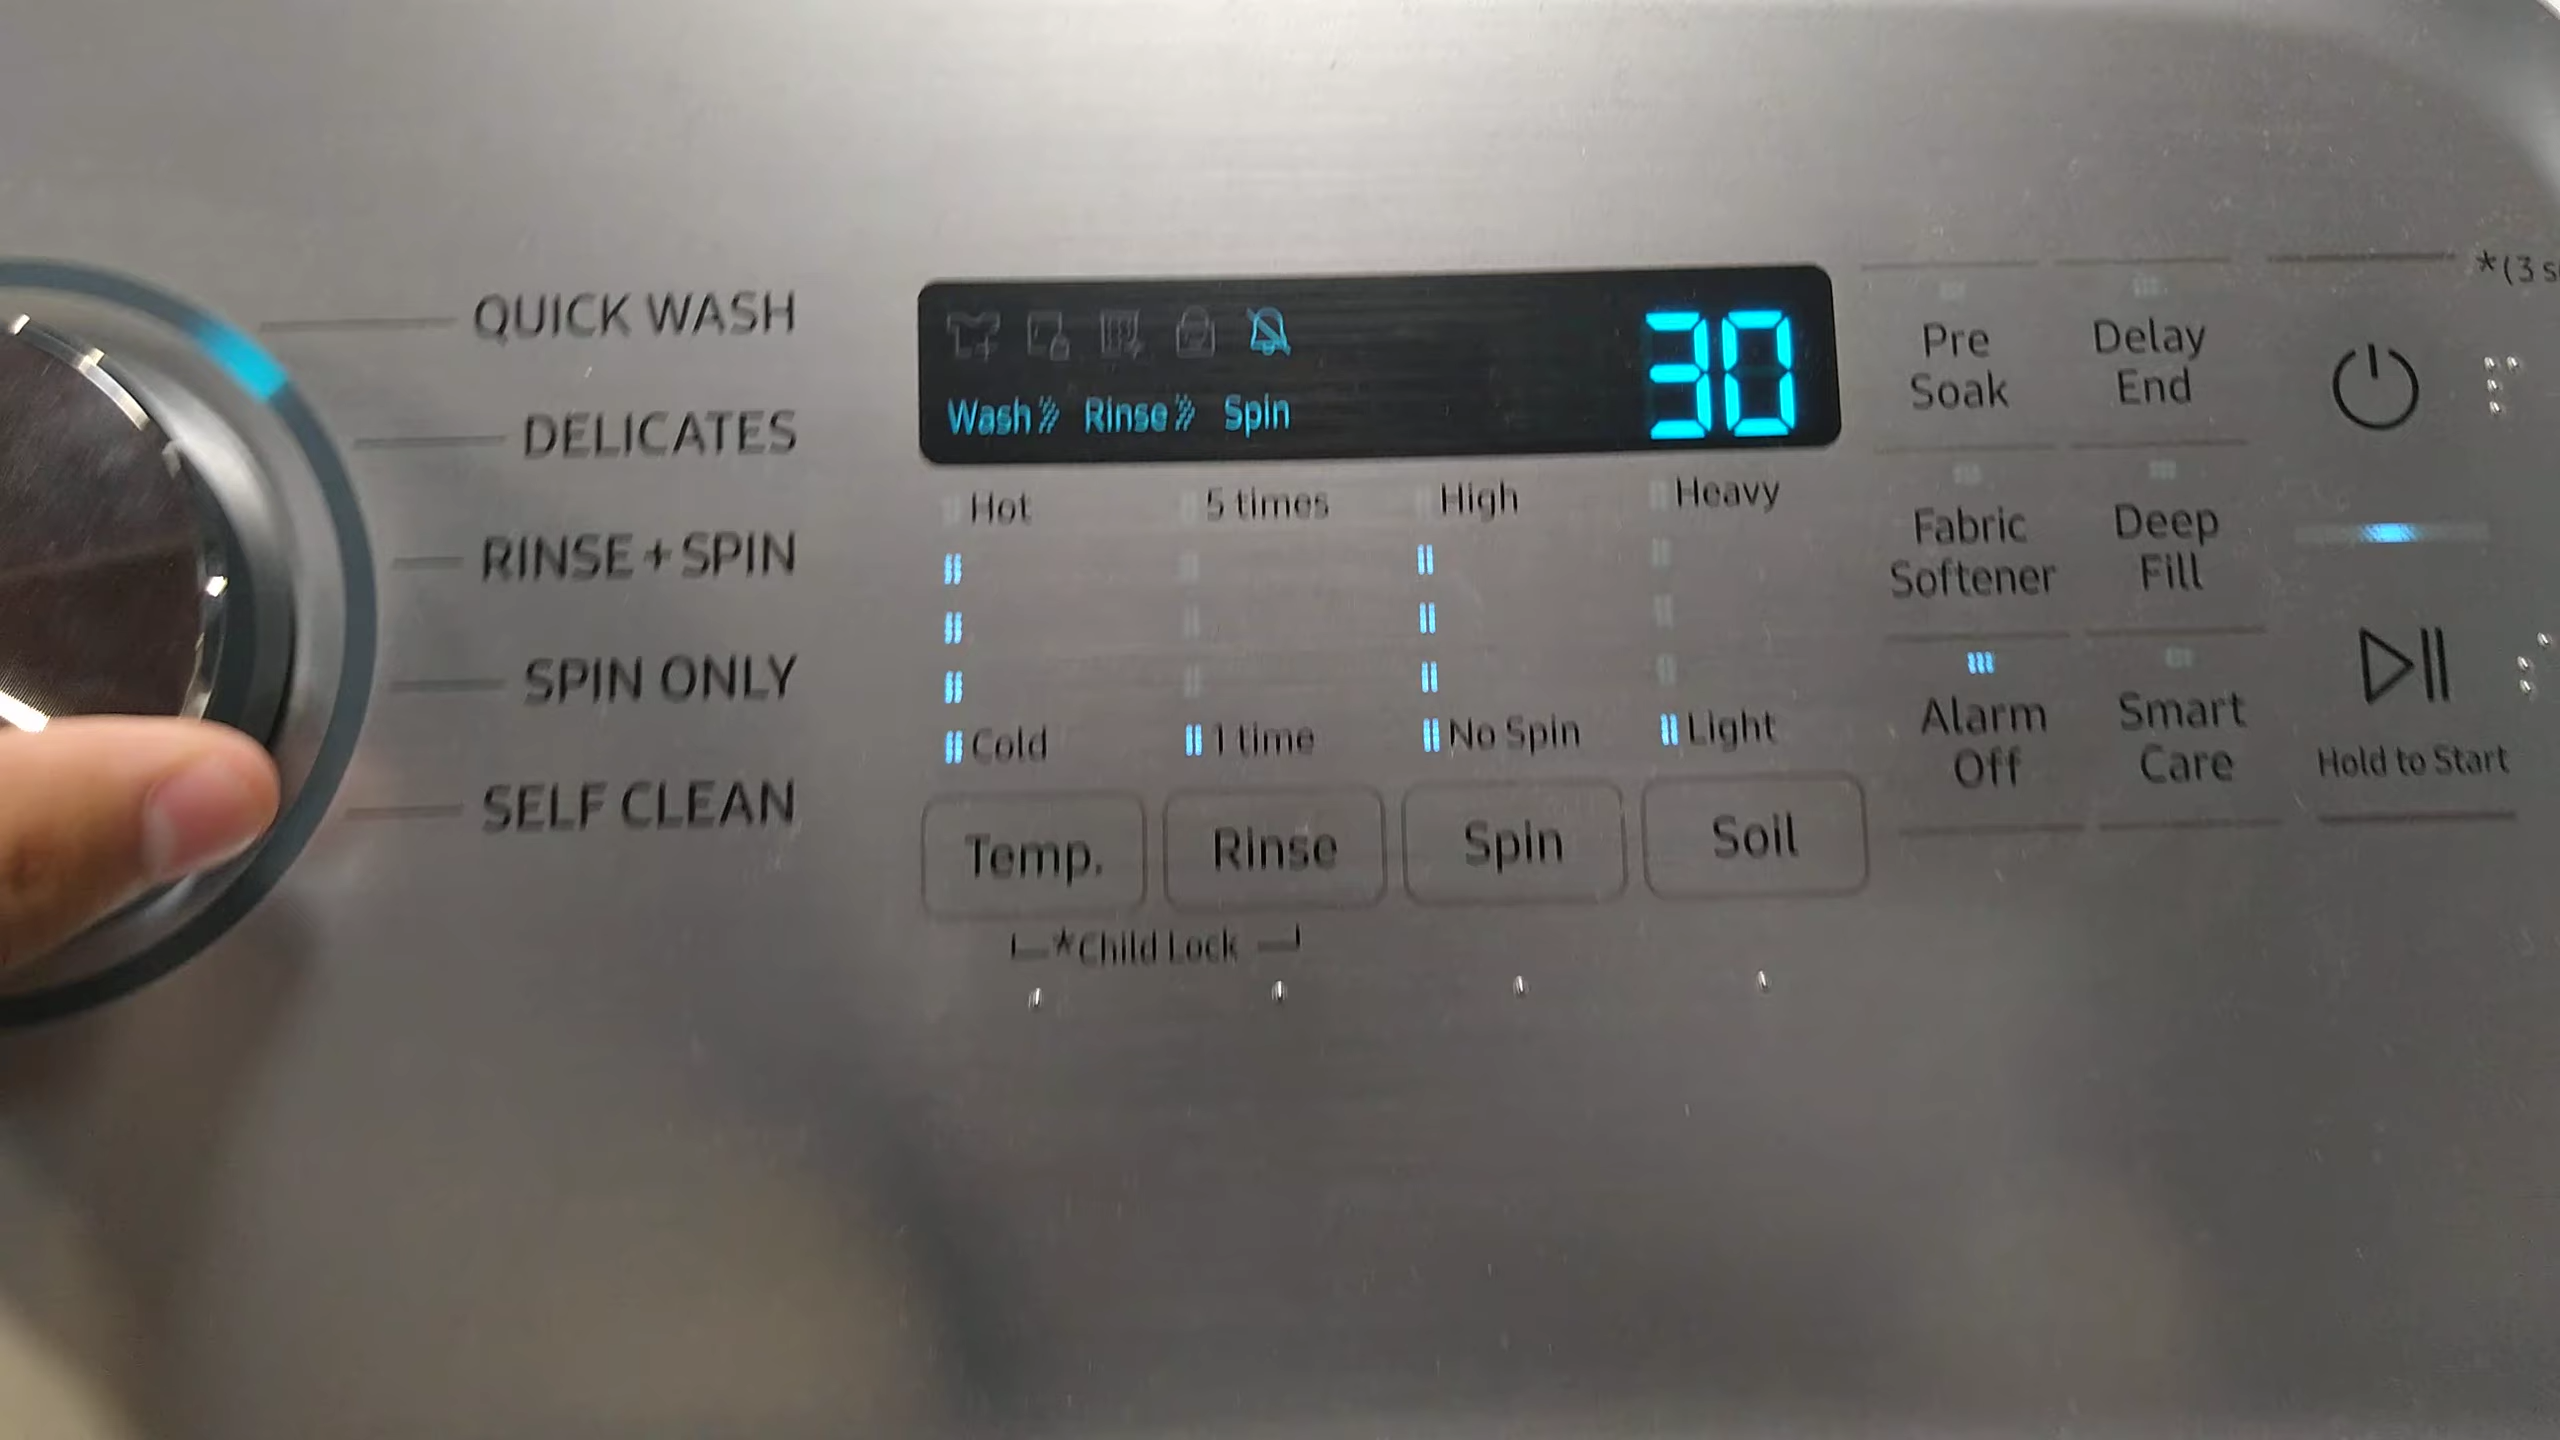 QUICK WASH
DELICATES
RINSE + SPIN
SPIN ONLY
SELF CLEAN
30
Wash Rinse Spin
Hot 5 times High Heavy
Cold 1 time No Spin Light
Temp. Rinse Spin Soil
*Child Lock
Pre
Soak
Delay
End
Fabric
Softener
Deep
Fill
Alarm
Off
Smart
Care
*(3
Hold to Start